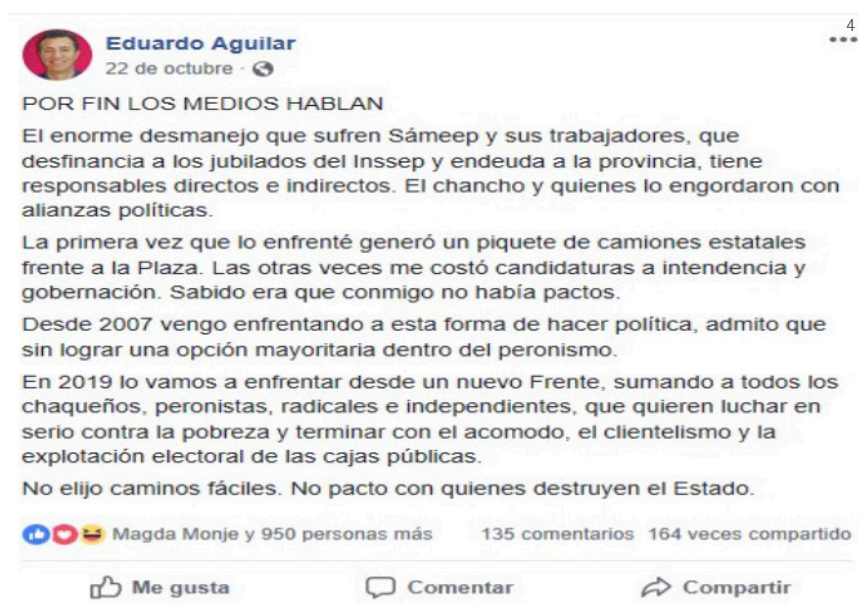 4
Eduardo Aguilar
22 de octubre ·
POR FIN LOS MEDIOS HABLAN
El enorme desmanejo que sufren Sámeep y sus trabajadores, que
desfinancia a los jubilados del Inssep y endeuda a la provincia, tiene
responsables directos e indirectos. El chancho y quienes lo engordaron con
alianzas políticas.
La primera vez que lo enfrenté generó un piquete de camiones estatales
frente a la Plaza. Las otras veces me costó candidaturas a intendencia y
gobernación. Sabido era que conmigo no había pactos.
Desde 2007 vengo enfrentando a esta forma de hacer política, admito que
sin lograr una opción mayoritaria dentro del peronismo.
En 2019 lo vamos a enfrentar desde un nuevo Frente, sumando a todos los
chaqueños, peronistas, radicales e independientes, que quieren luchar en
serio contra la pobreza y terminar con el acomodo, el clientelismo y la
explotación electoral de las cajas públicas.
No elijo caminos fáciles. No pacto con quienes destruyen el Estado.
Magda Monje y 950 personas más 135 comentarios 164 veces compartido
Me gusta Comentar Compartir